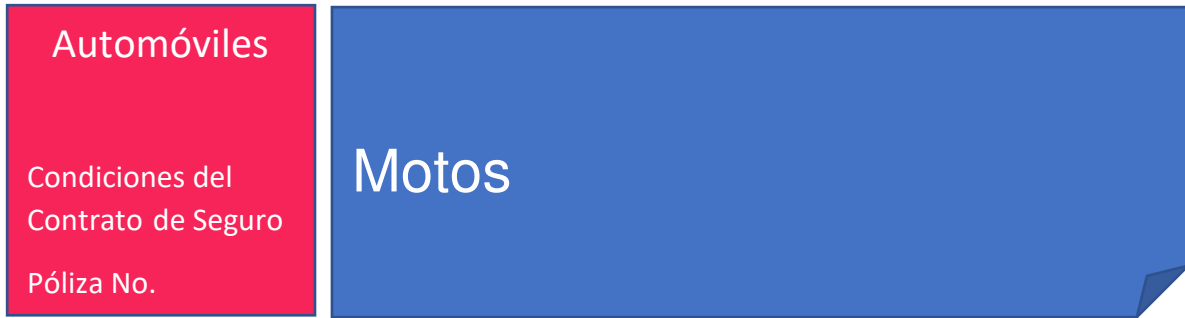 Automóviles
Condiciones del
Contrato de Seguro
Póliza No.
Motos